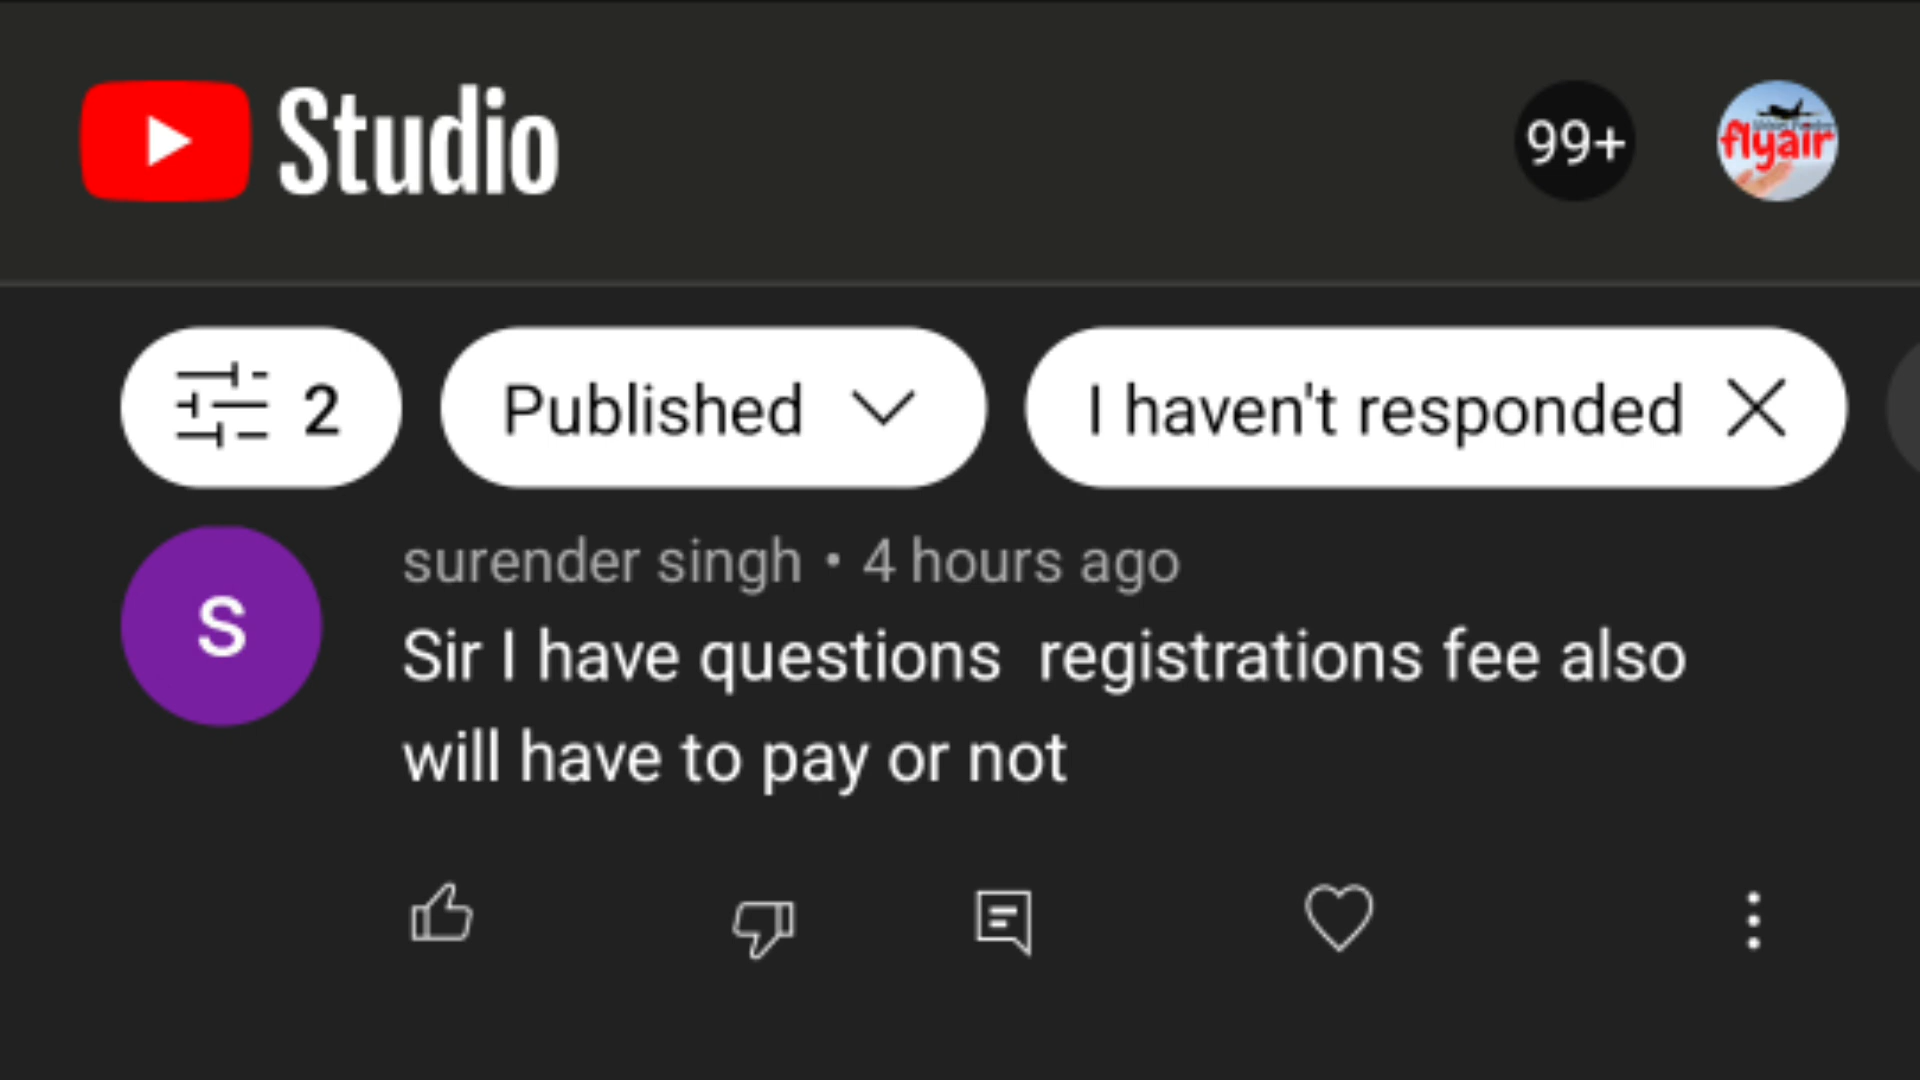 Studio
99+
flyair
2
Published
I haven't responded
S
surender singh • 4 hours ago
Sir I have questions  registrations fee also
will have to pay or not